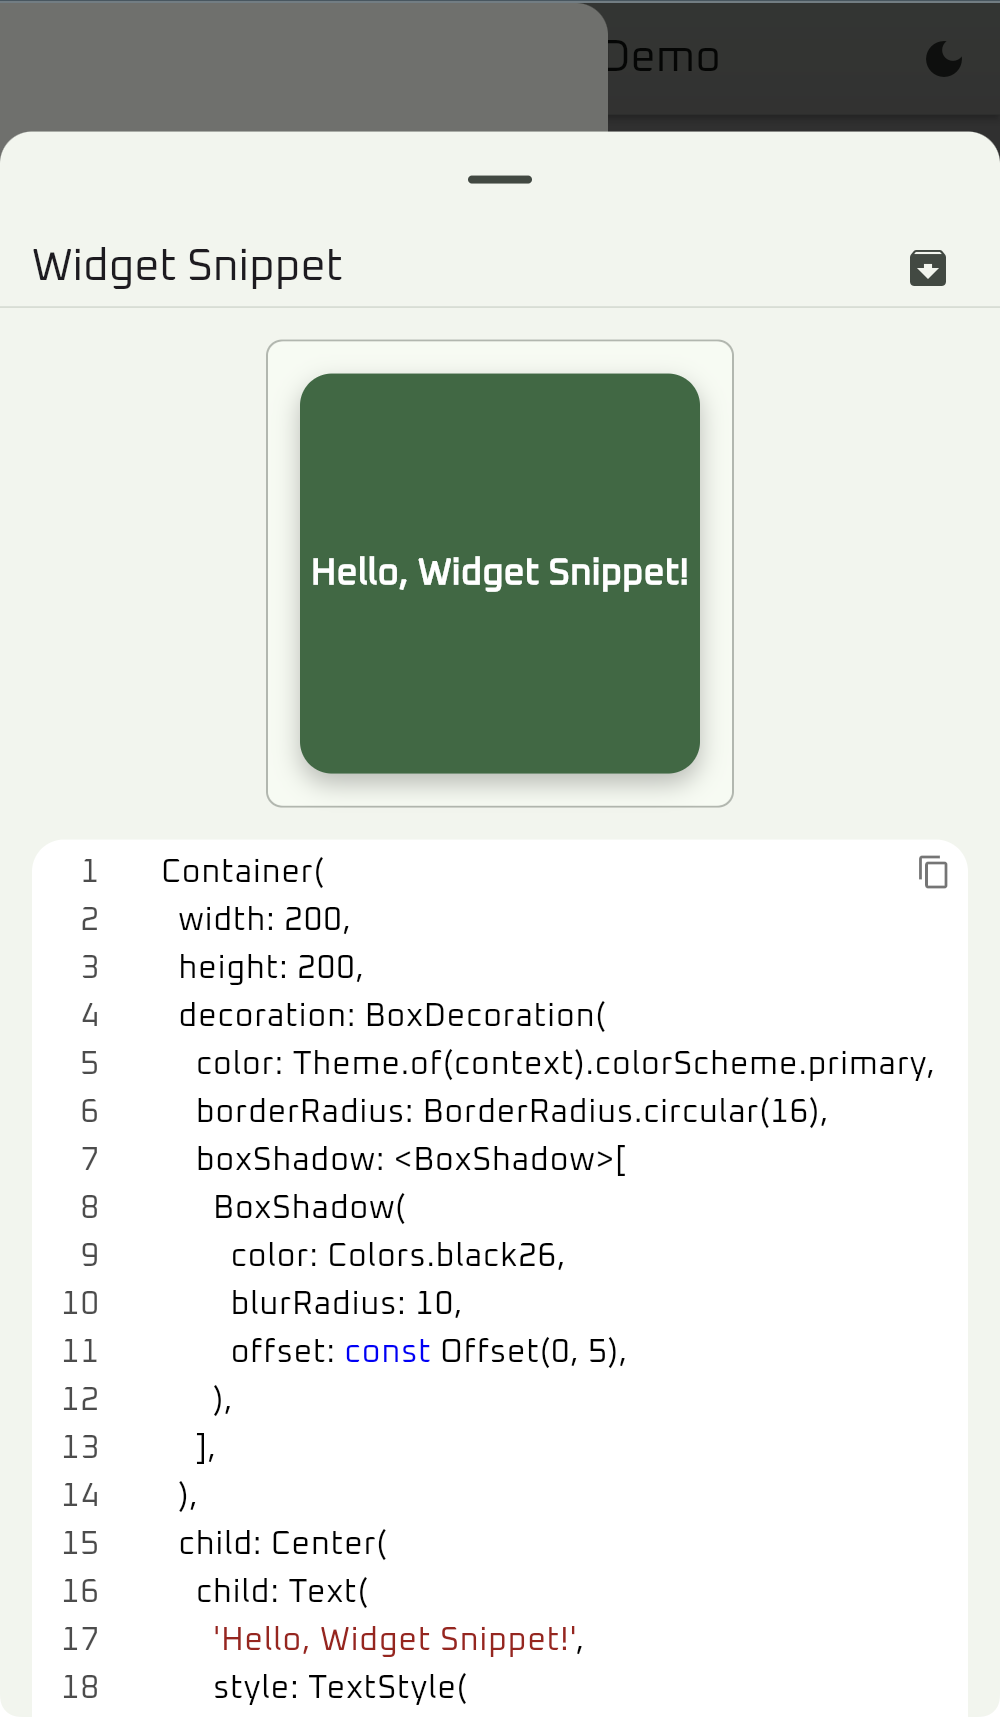 Demo
Widget Snippet
Hello, Widget Snippet!
1 Container(
2 width: 200,
3 height: 200,
4 decoration: BoxDecoration(
5 color: Theme.of(context).colorScheme.primary,
6 borderRadius: BorderRadius.circular(16),
7 boxShadow: <BoxShadow>[
8 BoxShadow(
9 color: Colors.black26,
10 blurRadius: 10,
11 offset: const Offset(0, 5),
12 ),
13 ],
14 ),
15 child: Center(
16 child: Text(
17 'Hello, Widget Snippet!',
18 style: TextStyle(